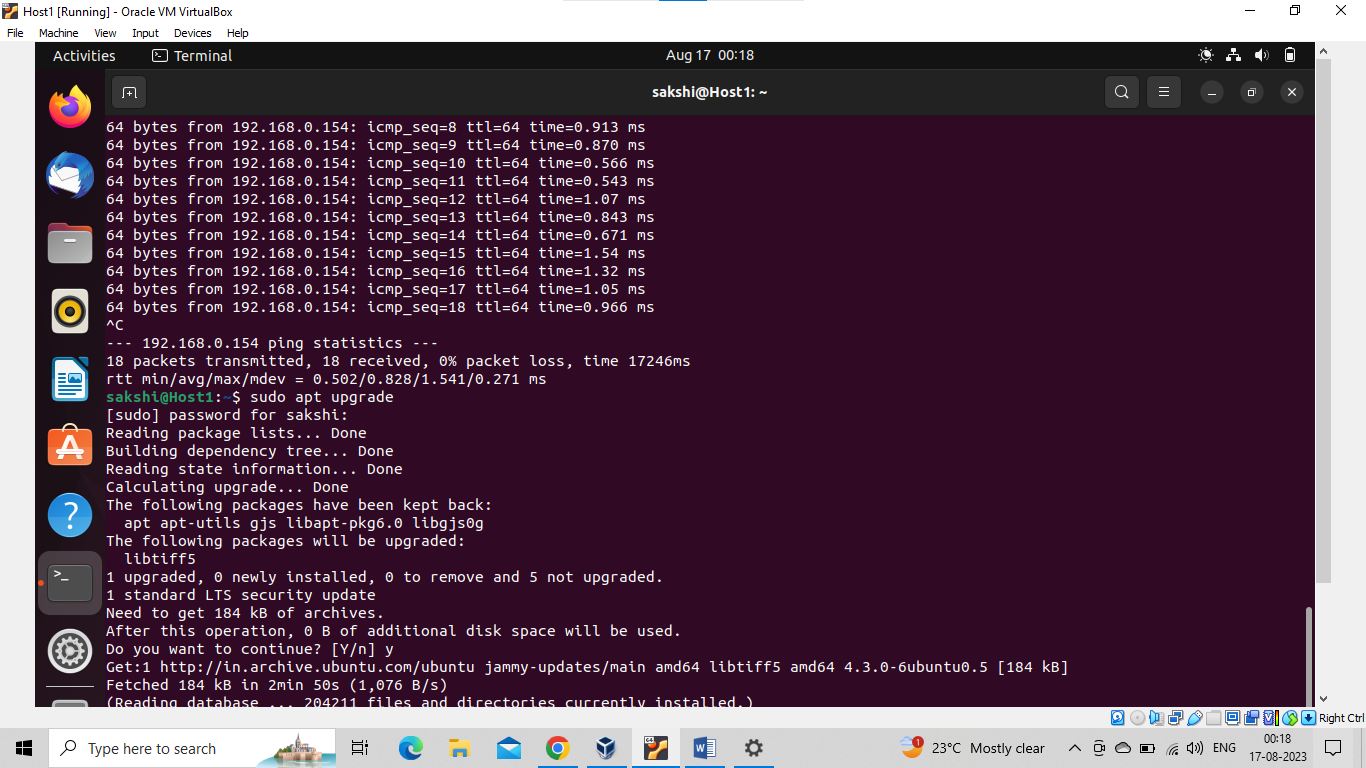 Host1 [Running] - Oracle VM VirtualBox
File Machine View Input Devices Help
Activities Terminal Aug 17 00:18
sakshi@Host1: ~
64 bytes from 192.168.0.154: icmp_seq=8 ttl=64 time=0.913 ms
64 bytes from 192.168.0.154: icmp_seq=9 ttl=64 time=0.870 ms
64 bytes from 192.168.0.154: icmp_seq=10 ttl=64 time=0.566 ms
64 bytes from 192.168.0.154: icmp_seq=11 ttl=64 time=0.543 ms
64 bytes from 192.168.0.154: icmp_seq=12 ttl=64 time=1.07 ms
64 bytes from 192.168.0.154: icmp_seq=13 ttl=64 time=0.843 ms
64 bytes from 192.168.0.154: icmp_seq=14 ttl=64 time=0.671 ms
64 bytes from 192.168.0.154: icmp_seq=15 ttl=64 time=1.54 ms
64 bytes from 192.168.0.154: icmp_seq=16 ttl=64 time=1.32 ms
64 bytes from 192.168.0.154: icmp_seq=17 ttl=64 time=1.05 ms
64 bytes from 192.168.0.154: icmp_seq=18 ttl=64 time=0.966 ms
^C
--- 192.168.0.154 ping statistics ---
18 packets transmitted, 18 received, 0% packet loss, time 17246ms
rtt min/avg/max/mdev = 0.502/0.828/1.541/0.271 ms
sakshi@Host1:~$ sudo apt upgrade
[sudo] password for sakshi:
Reading package lists... Done
Building dependency tree... Done
Reading state information... Done
Calculating upgrade... Done
The following packages have been kept back:
  apt apt-utils gjs libapt-pkg6.0 libgjs0g
The following packages will be upgraded:
  libtiff5
1 upgraded, 0 newly installed, 0 to remove and 5 not upgraded.
1 standard LTS security update
Need to get 184 kB of archives.
After this operation, 0 B of additional disk space will be used.
Do you want to continue? [Y/n] y
Get:1 http://in.archive.ubuntu.com/ubuntu jammy-updates/main amd64 libtiff5 amd64 4.3.0-6ubuntu0.5 [184 kB]
Fetched 184 kB in 2min 50s (1,076 B/s)
(Reading database ... 204211 files and directories currently installed.)
Right Ctrl
Type here to search
1
23°C Mostly clear
ENG
00:18
17-08-2023